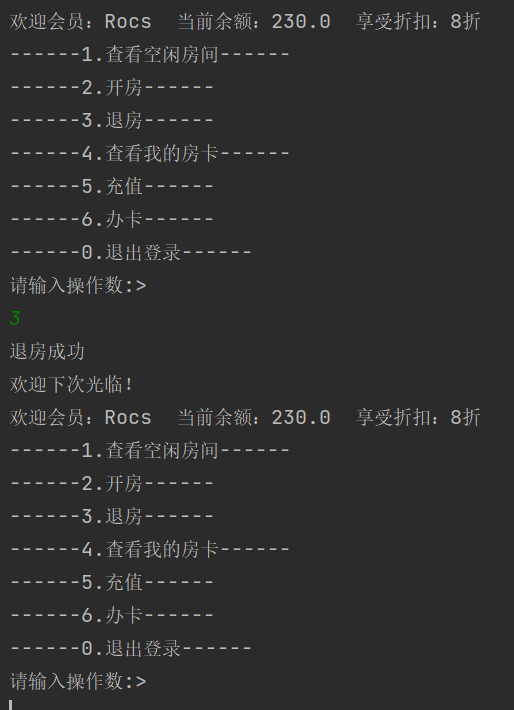 欢迎会员：Rocs  当前余额：230.0  享受折扣：8折
------1.查看空闲房间------
------2.开房------
------3.退房------
------4.查看我的房卡------
------5.充值------
------6.办卡------
------0.退出登录------
请输入操作数:>
3
退房成功
欢迎下次光临!
欢迎会员：Rocs  当前余额：230.0  享受折扣：8折
------1.查看空闲房间------
------2.开房------
------3.退房------
------4.查看我的房卡------
------5.充值------
------6.办卡------
------0.退出登录------
请输入操作数:>